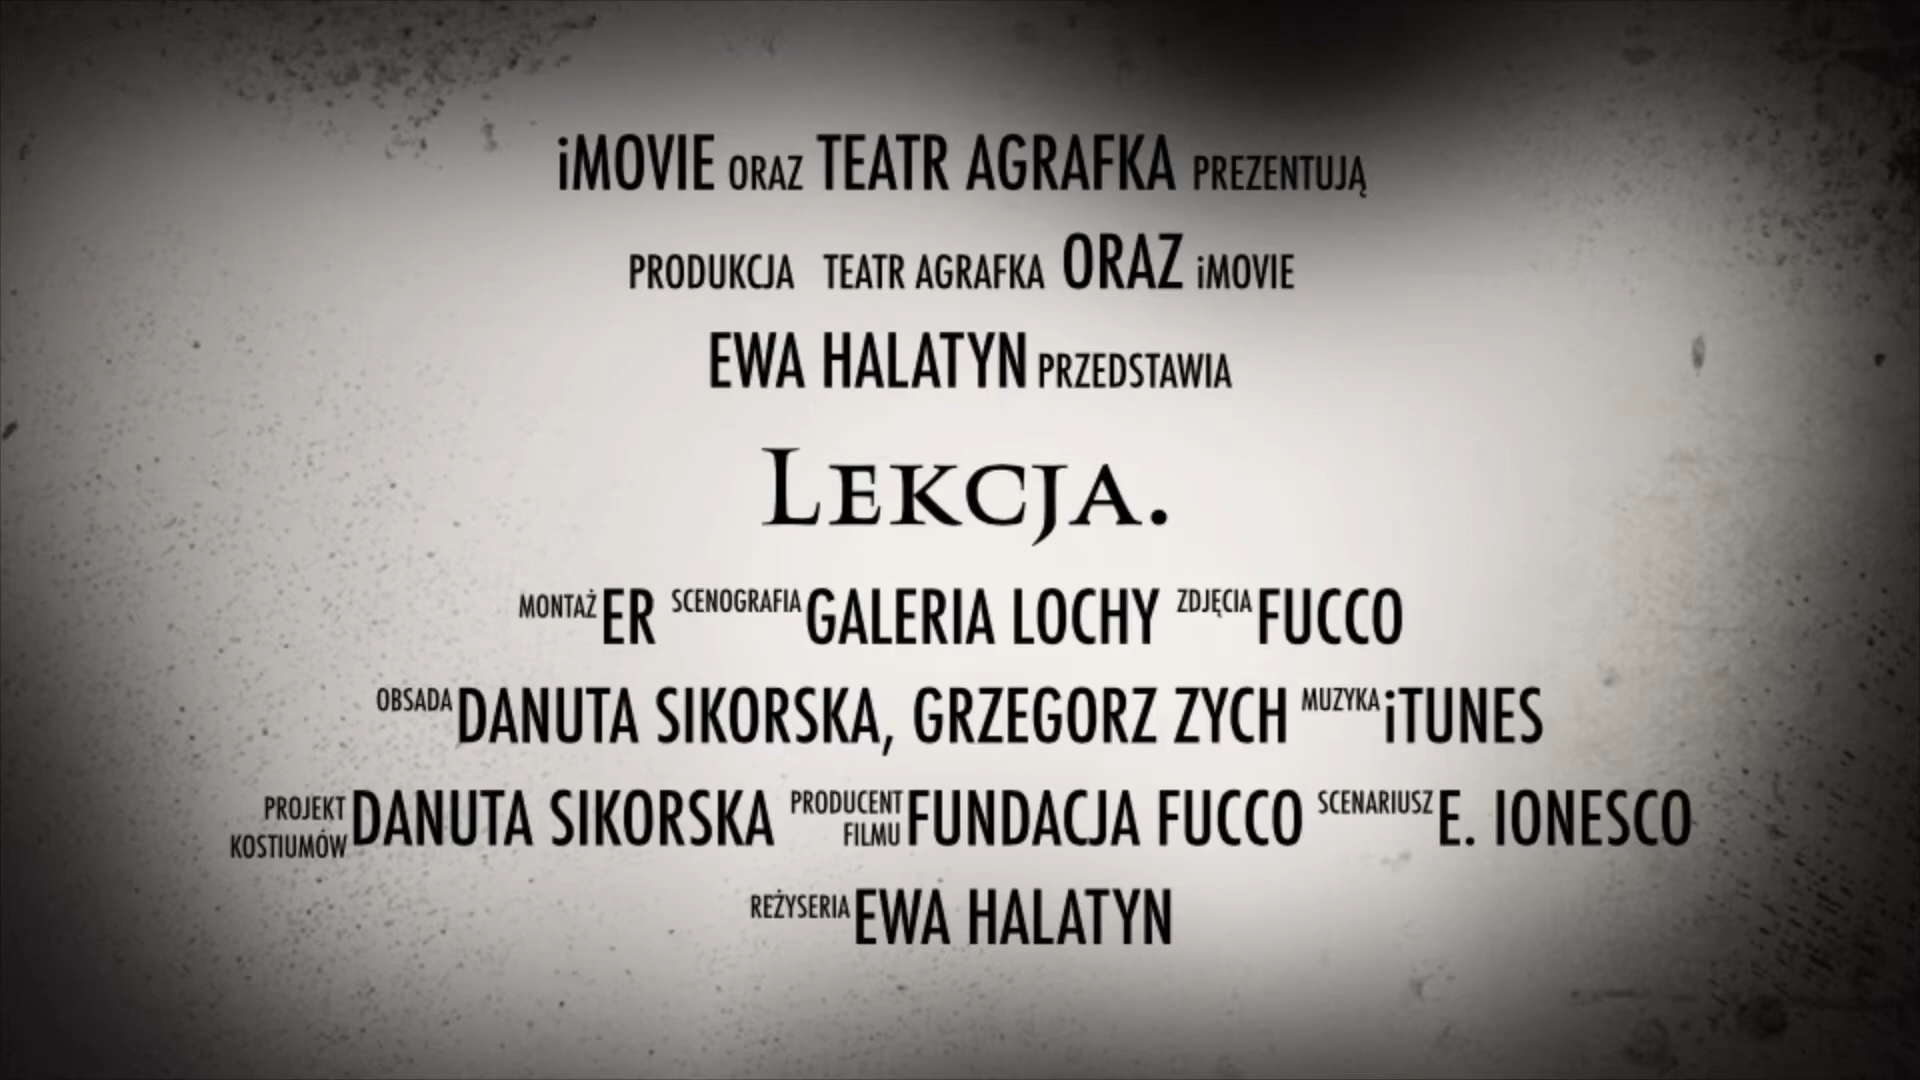 iMOVIE ORAZ TEATR AGRAFKA PREZENTUJĄ
PRODUKCJA TEATR AGRAFKA ORAZ iMOVIE
EWA HALATYN PRZEDSTAWIA
LEKCJA.
MONTAŻ ER SCENOGRAFIA GALERIA LOCHY ZDJĘCIA FUCCO
OBSADA DANUTA SIKORSKA, GRZEGORZ ZYCH MUZYKA iTUNES
PROJEKT KOSTIUMÓW DANUTA SIKORSKA PRODUCENT FILMU FUNDACJA FUCCO SCENARIUSZ E. IONESCO
REŻYSERIA EWA HALATYN